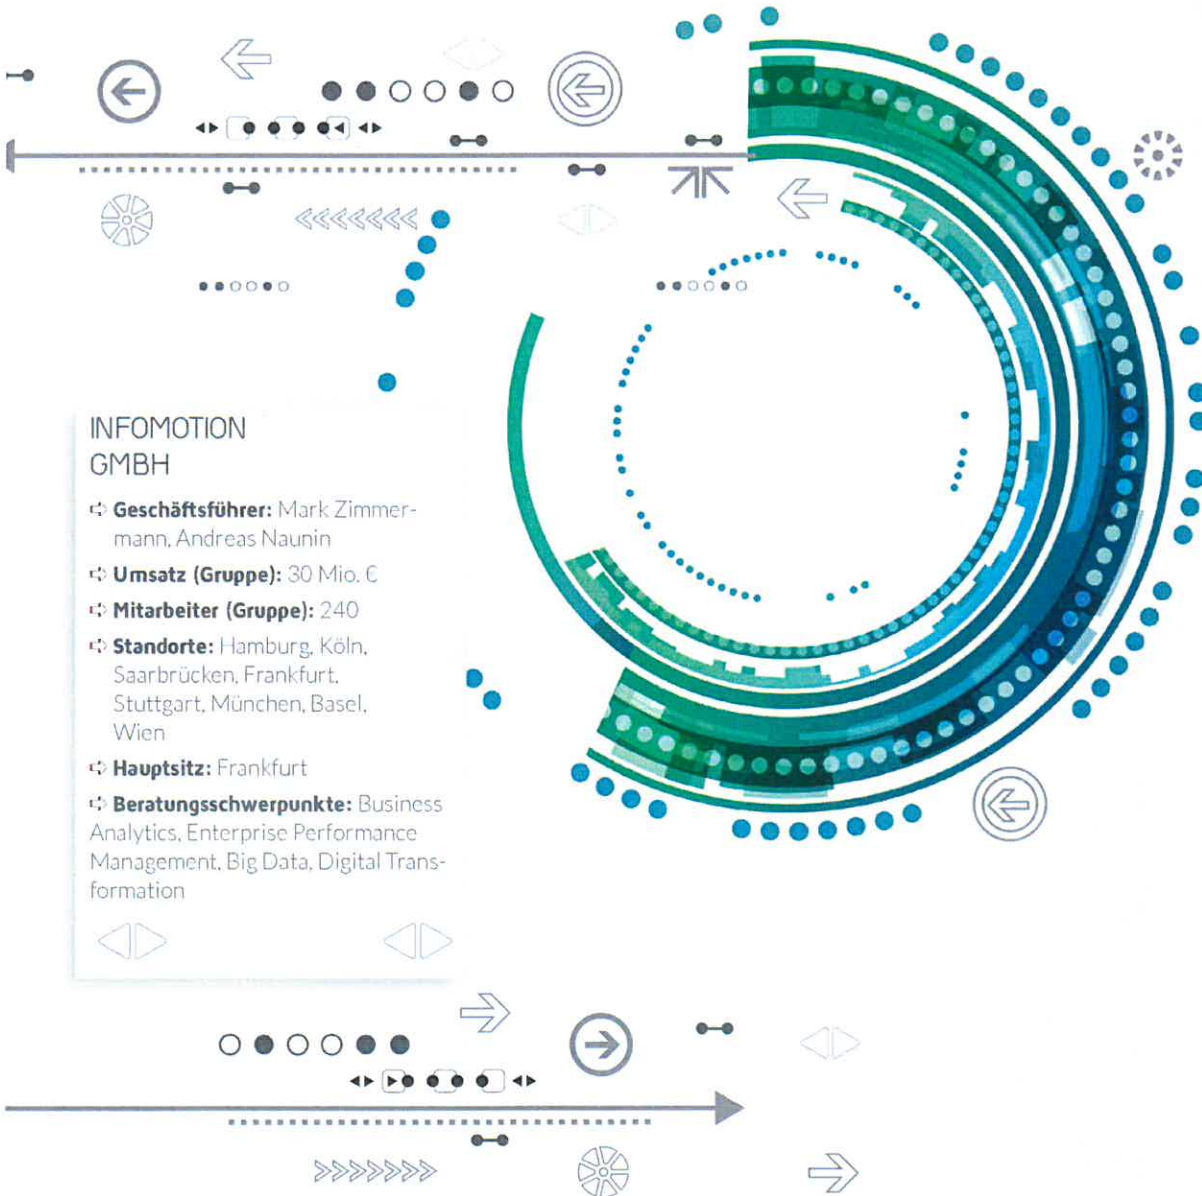 INFOMOTION
GMBH
Geschäftsführer: Mark Zimmer-
mann, Andreas Naunin
Umsatz (Gruppe): 30 Mio. €
Mitarbeiter (Gruppe): 240
Standorte: Hamburg, Köln,
Saarbrücken, Frankfurt,
Stuttgart, München, Basel,
Wien
Hauptsitz: Frankfurt
Beratungsschwerpunkte: Business
Analytics, Enterprise Performance
Management, Big Data, Digital Trans-
formation